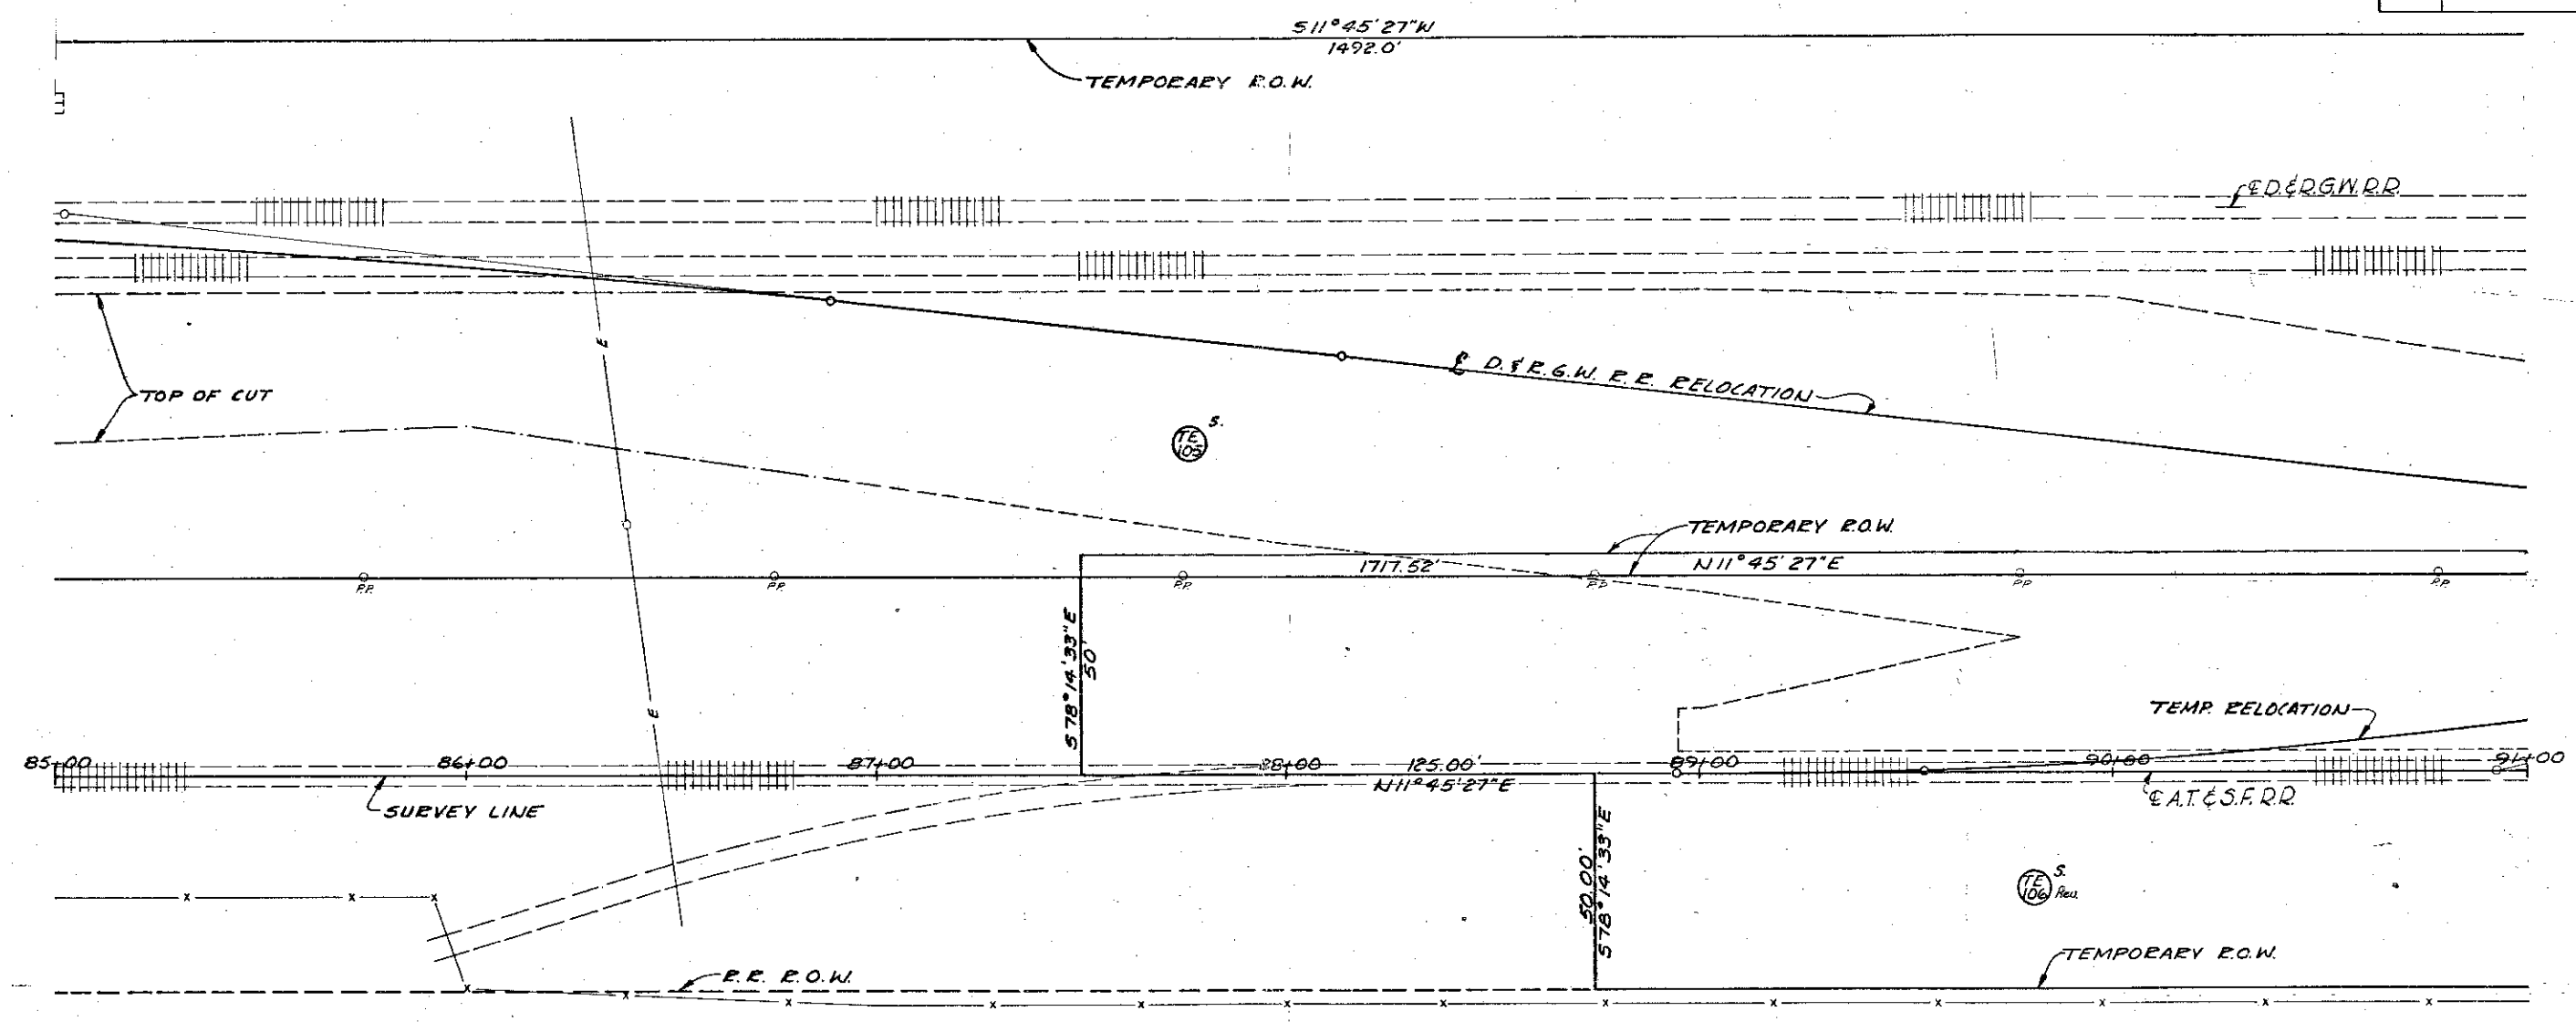 S11°45'27"W
1492.0'
TEMPORARY R.O.W.
℄ D.&R.G.W.R.R.
TOP OF CUT
℄ D.&R.G.W. R.R. RELOCATION
TE
105
S.
TEMPORARY R.O.W.
1717.52'
N11°45'27"E
P.P.
P.P.
P.P.
P.P.
P.P.
P.P.
E
E
S78°14'33"E
50'
TEMP. RELOCATION
85+00
86+00
87+00
88+00
125.00'
89+00
90+00
91+00
N11°45'27"E
SURVEY LINE
℄ A.T.&S.F.R.R.
50.00'
S78°14'33"E
TE
106
S.
Rev.
R.R. R.O.W.
TEMPORARY R.O.W.